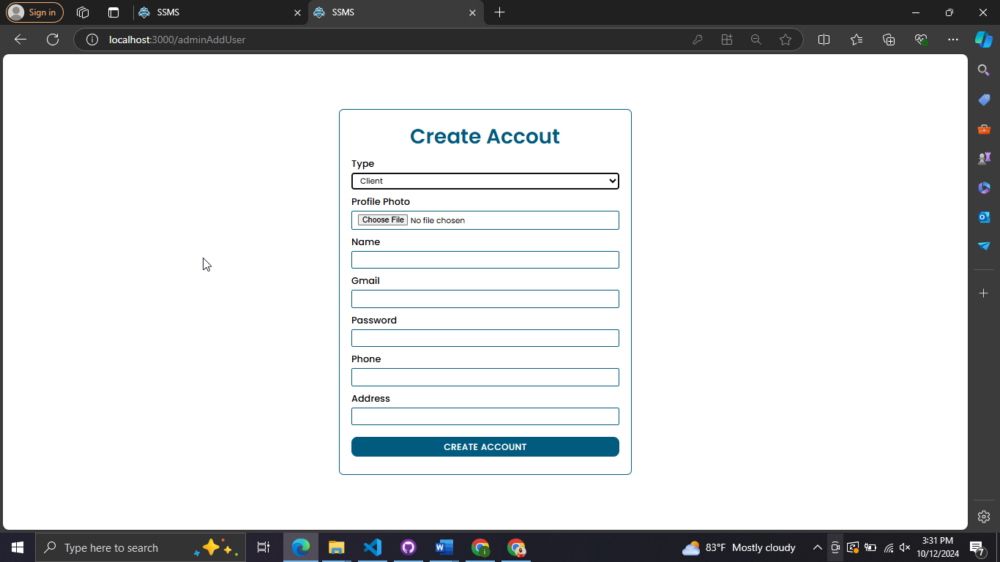 Sign in
SSMS
SSMS
localhost:3000/adminAddUser
Create Accout
Type
Client
Profile Photo
Choose File No file chosen
Name
Gmail
Password
Phone
Address
CREATE ACCOUNT
Type here to search
83°F Mostly cloudy
3:31 PM
10/12/2024
7